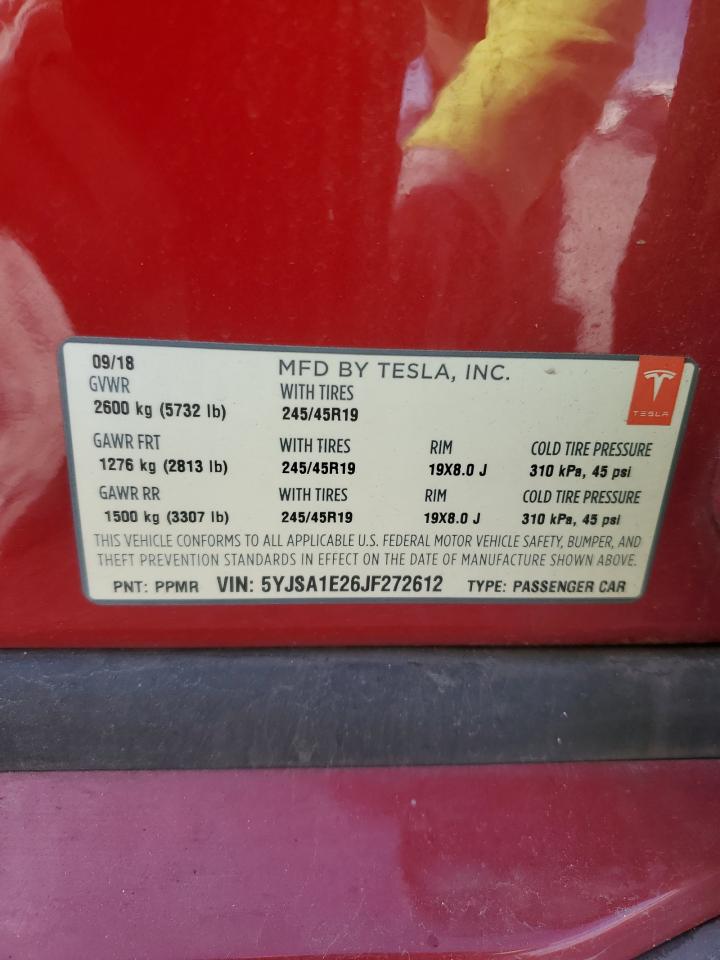 09/18
MFD BY TESLA, INC.
GVWR WITH TIRES
2600 kg (5732 lb) 245/45R19
TESLA
GAWR FRT WITH TIRES RIM COLD TIRE PRESSURE
1276 kg (2813 lb) 245/45R19 19X8.0 J 310 kPa, 45 psi
GAWR RR WITH TIRES RIM COLD TIRE PRESSURE
1500 kg (3307 lb) 245/45R19 19X8.0 J 310 kPa, 45 psi
THIS VEHICLE CONFORMS TO ALL APPLICABLE U.S. FEDERAL MOTOR VEHICLE SAFETY, BUMPER, AND
THEFT PREVENTION STANDARDS IN EFFECT ON THE DATE OF MANUFACTURE SHOWN ABOVE.
PNT: PPMR VIN: 5YJSA1E26JF272612 TYPE: PASSENGER CAR